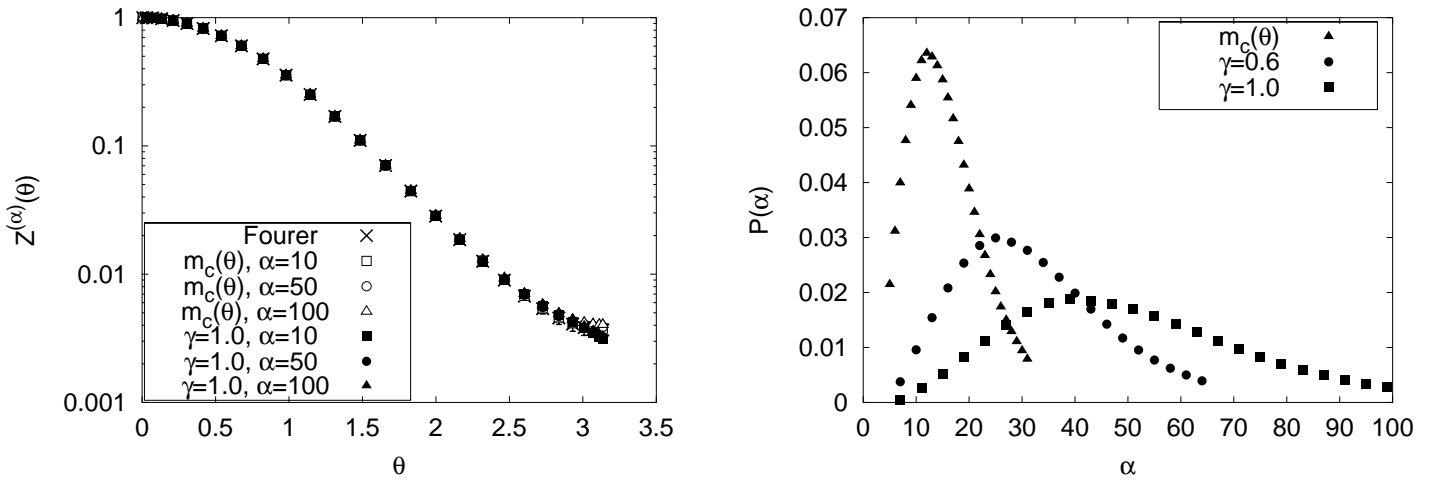 1
0.1
0.01
0.001
Z(α)(θ)
Fourer
m_c(θ), α=10
m_c(θ), α=50
m_c(θ), α=100
γ=1.0, α=10
γ=1.0, α=50
γ=1.0, α=100
0 0.5 1 1.5 2 2.5 3 3.5
θ
0.07
0.06
0.05
0.04
0.03
0.02
0.01
0
P(α)
m_c(θ)
γ=0.6
γ=1.0
0 10 20 30 40 50 60 70 80 90 100
α